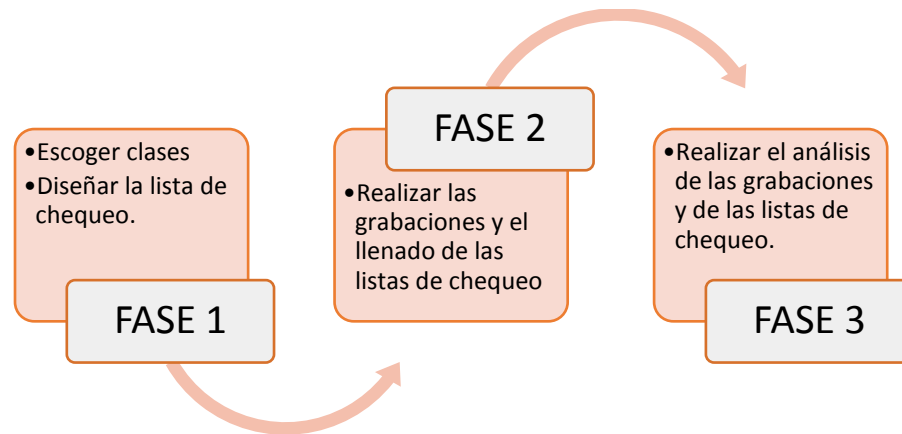 •Escoger clases
•Diseñar la lista de
chequeo.
FASE 1
FASE 2
•Realizar las
grabaciones y el
llenado de las
listas de chequeo
•Realizar el análisis
de las grabaciones
y de las listas de
chequeo.
FASE 3